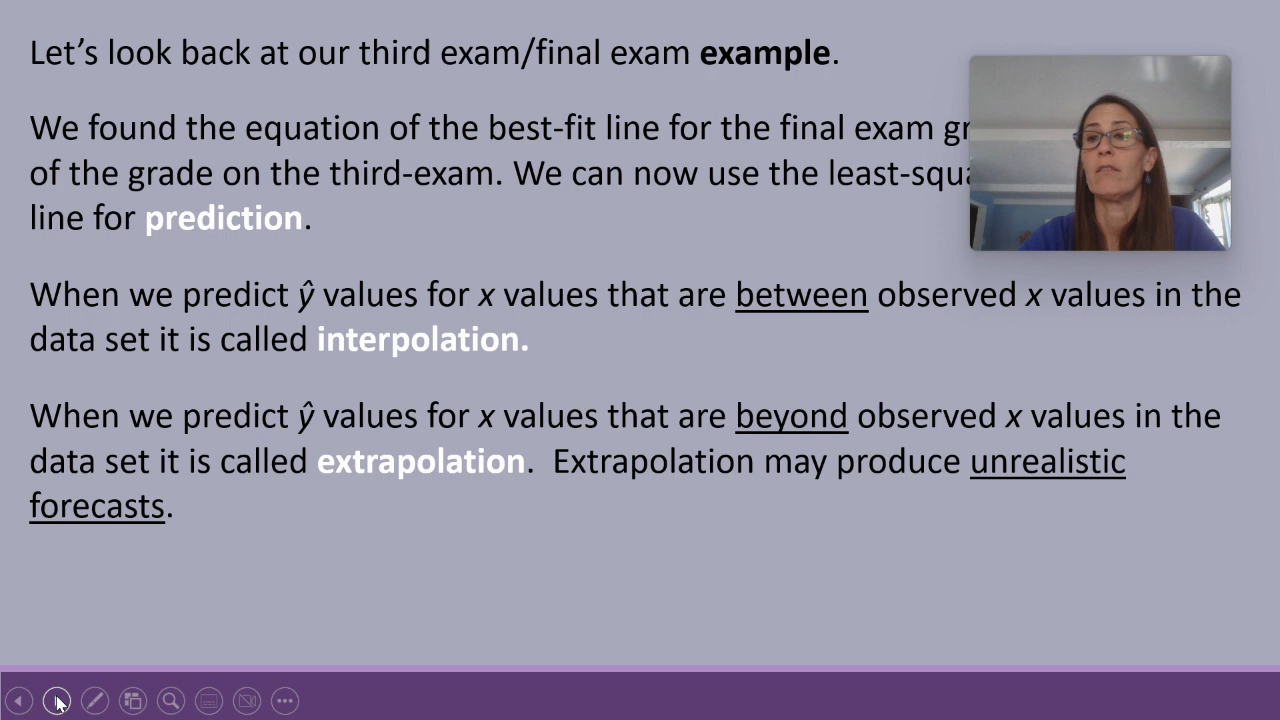 Let’s look back at our third exam/final exam example.
We found the equation of the best-fit line for the final exam
of the grade on the third-exam. We can now use the
line for prediction.
When we predict ŷ values for x values that are between observed x values in the
data set it is called interpolation.
When we predict ŷ values for x values that are beyond observed x values in the
data set it is called extrapolation.  Extrapolation may produce unrealistic
forecasts.